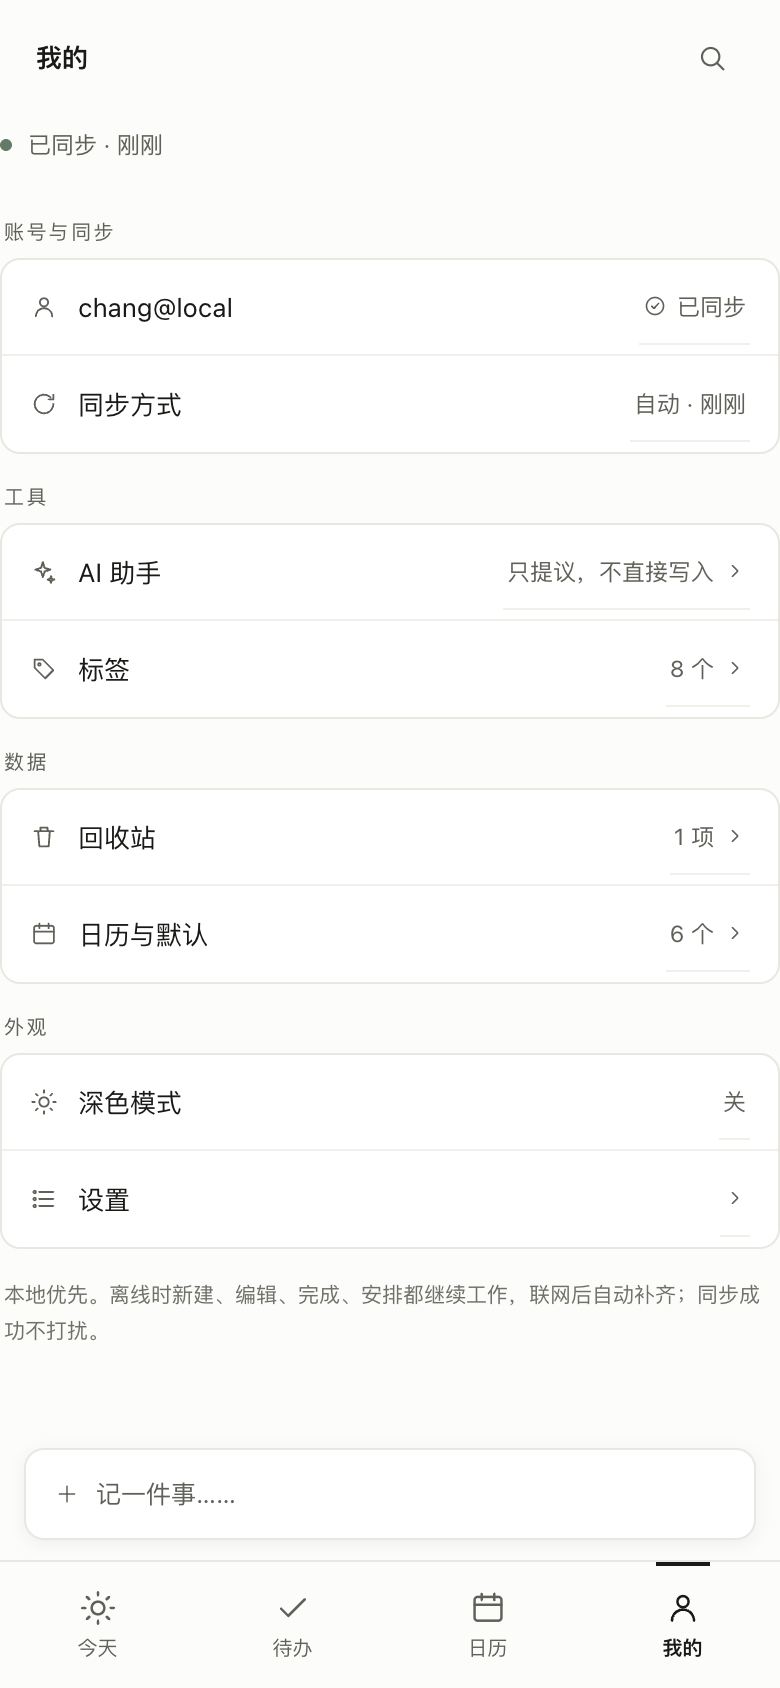 我的
已同步 · 刚刚
账号与同步
chang@local 已同步
同步方式 自动 · 刚刚
工具
AI 助手 只提议，不直接写入
标签 8 个
数据
回收站 1 项
日历与默认 6 个
外观
深色模式 关
设置
本地优先。离线时新建、编辑、完成、安排都继续工作，联网后自动补齐；同步成
功不打扰。
记一件事……
今天 待办 日历 我的